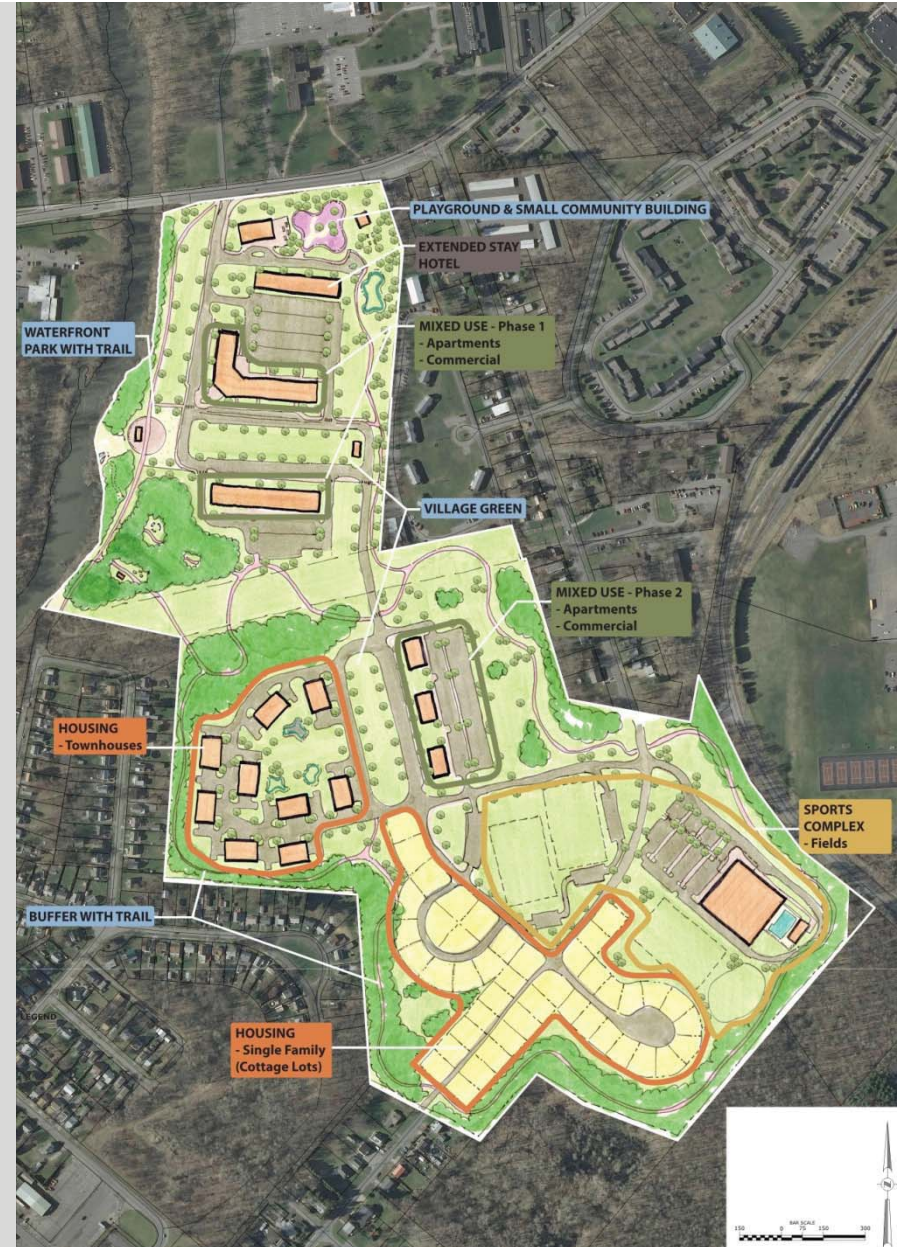 PLAYGROUND & SMALL COMMUNITY BUILDING
EXTENDED STAY
HOTEL
MIXED USE - Phase 1
- Apartments
- Commercial
WATERFRONT
PARK WITH TRAIL
VILLAGE GREEN
MIXED USE - Phase 2
- Apartments
- Commercial
HOUSING
- Townhouses
SPORTS
COMPLEX
- Fields
BUFFER WITH TRAIL
LEGEND
HOUSING
- Single Family
(Cottage Lots)
BAR SCALE
150 0 75 150 300